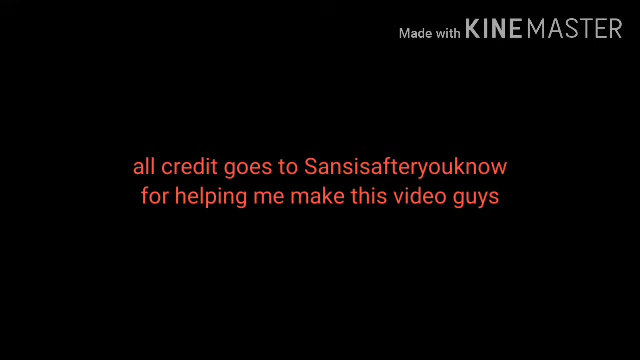 Made with KINEMASTER
all credit goes to Sansisafteryouknow
for helping me make this video guys